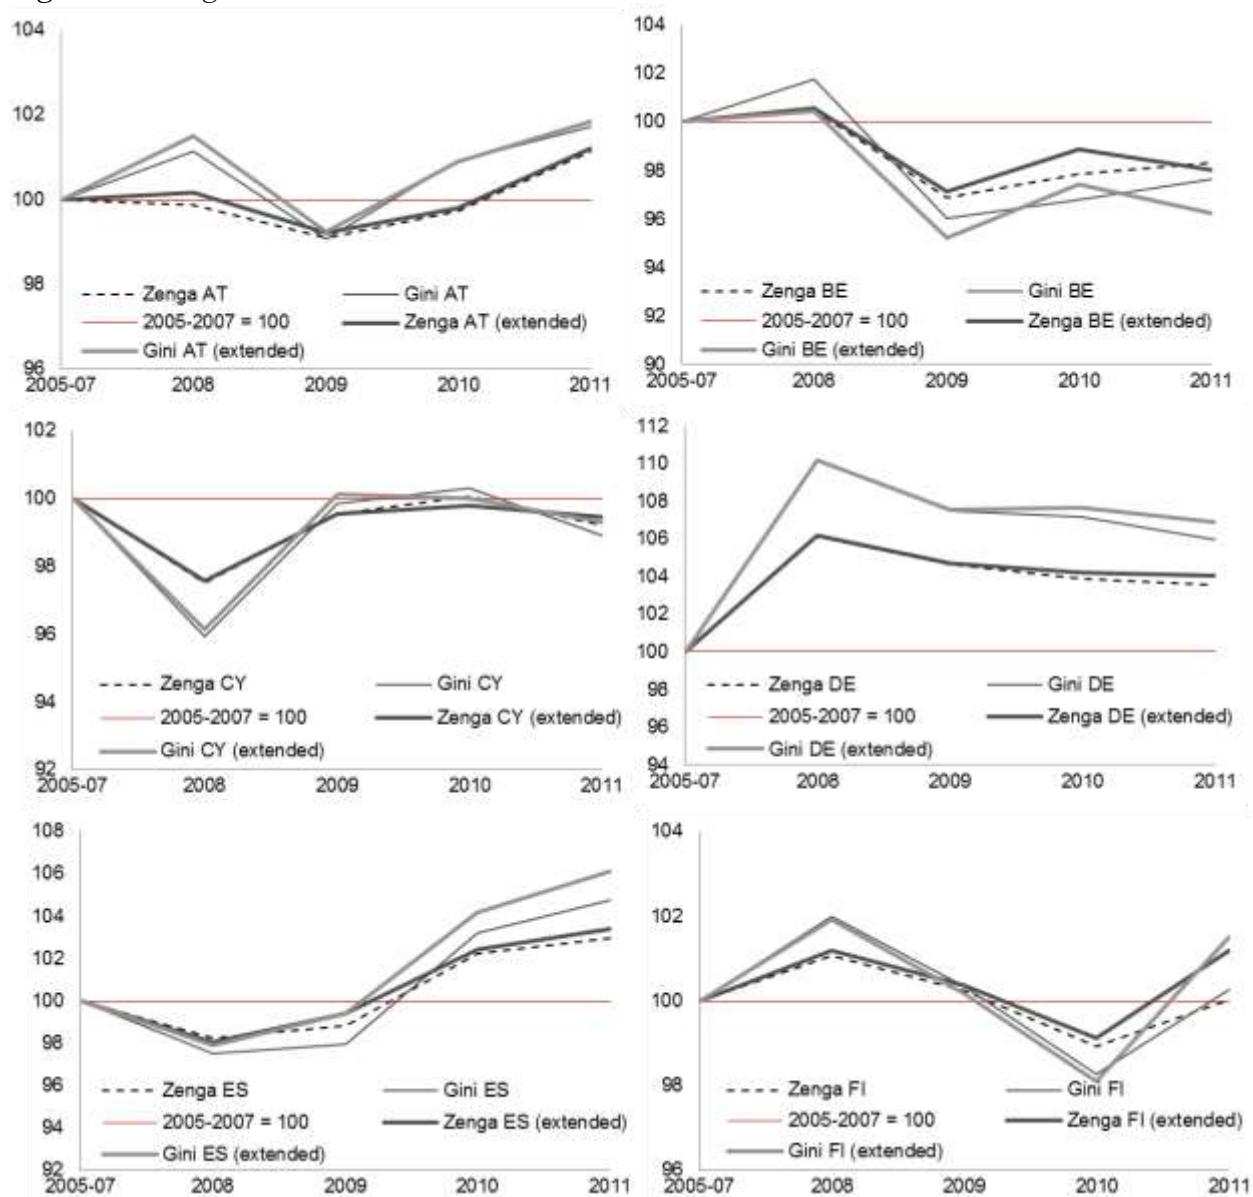 104
102
100
98
96
Zenga AT
Gini AT
2005-2007 = 100
Zenga AT (extended)
Gini AT (extended)
2005-07
2008
2009
2010
2011
104
102
100
98
96
94
92
90
Zenga BE
Gini BE
2005-2007 = 100
Zenga BE (extended)
Gini BE (extended)
2005-07
2008
2009
2010
2011
102
100
98
96
94
92
Zenga CY
Gini CY
2005-2007 = 100
Zenga CY (extended)
Gini CY (extended)
2005-07
2008
2009
2010
2011
112
110
108
106
104
102
100
98
96
94
Zenga DE
Gini DE
2005-2007 = 100
Zenga DE (extended)
Gini DE (extended)
2005-07
2008
2009
2010
2011
108
106
104
102
100
98
96
94
92
Zenga ES
Gini ES
2005-2007 = 100
Zenga ES (extended)
Gini ES (extended)
2005-07
2008
2009
2010
2011
104
102
100
98
96
Zenga FI
Gini FI
2005-2007 = 100
Zenga FI (extended)
Gini FI (extended)
2005-07
2008
2009
2010
2011